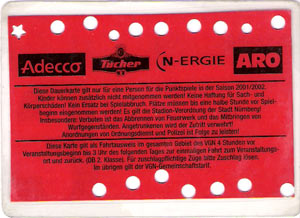 Adecco Tücher N-ERGIE ARO
Diese Dauerkarte gilt nur für eine Person für die Punktspiele in der Saison 2001/2002.
Kinder können zusätzlich nicht mitgenommen werden! Keine Haftung für Sach- und
Körperschäden! Kein Ersatz bei Spielabbruch. Plätze müssen bis eine halbe Stunde vor Spiel-
beginn eingenommen werden! Es gilt die Stadion-Verordnung der Stadt Nürnberg!
Insbesondere: Verboten ist das Abbrennen von Feuerwerk und das Mitbringen von
Wurfgegenständen. Angetrunkenen wird der Zutritt verwehrt!
Anordnungen von Ordnungsdienst und Polizei ist Folge zu leisten!
Diese Karte gilt als Fahrtausweis im gesamten Gebiet des VGN 4 Stunden vor
Veranstaltungsbeginn bis 3 Uhr des folgenden Tages zur einmaligen Fahrt zum Veranstaltungs-
ort und zurück. (DB 2. Klasse). Für zuschlagpflichtige Züge bitte Zuschlag lösen.
Im übrigen gilt der VGN-Gemeinschaftstarif.